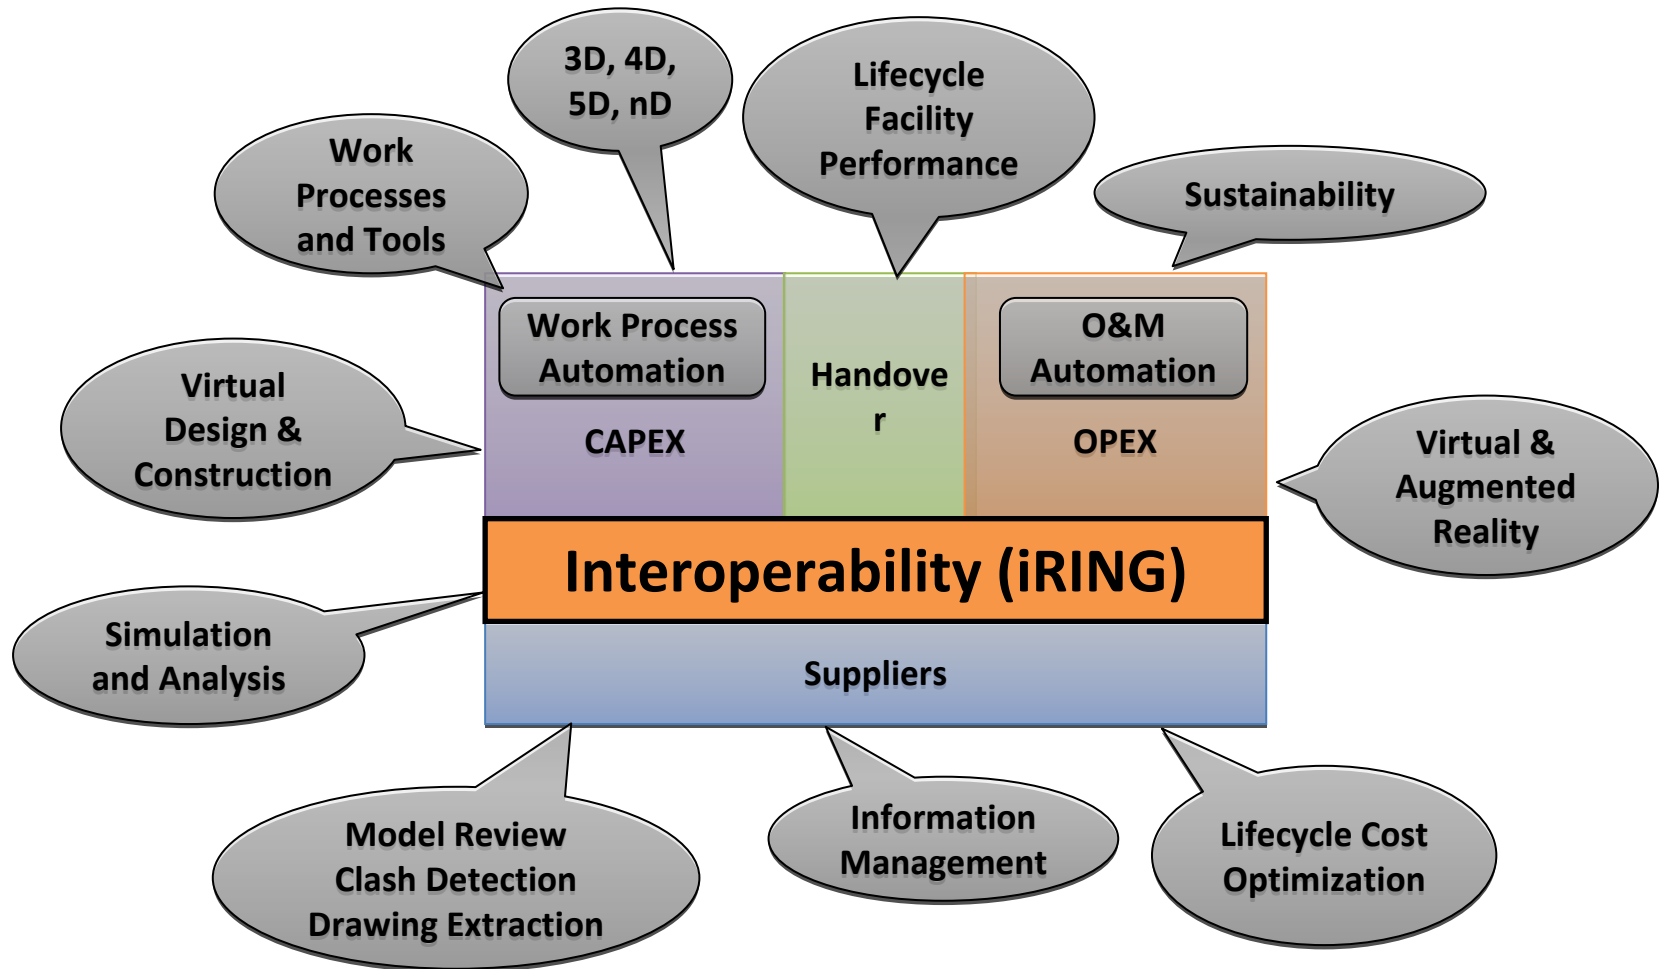 3D, 4D,
5D, nD
Lifecycle
Facility
Performance
Work
Processes
and Tools
Sustainability
Work Process
Automation
CAPEX
Handove
r
O&M
Automation
OPEX
Virtual
Design &
Construction
Virtual &
Augmented
Reality
Interoperability (iRING)
Simulation
and Analysis
Suppliers
Model Review
Clash Detection
Drawing Extraction
Information
Management
Lifecycle Cost
Optimization